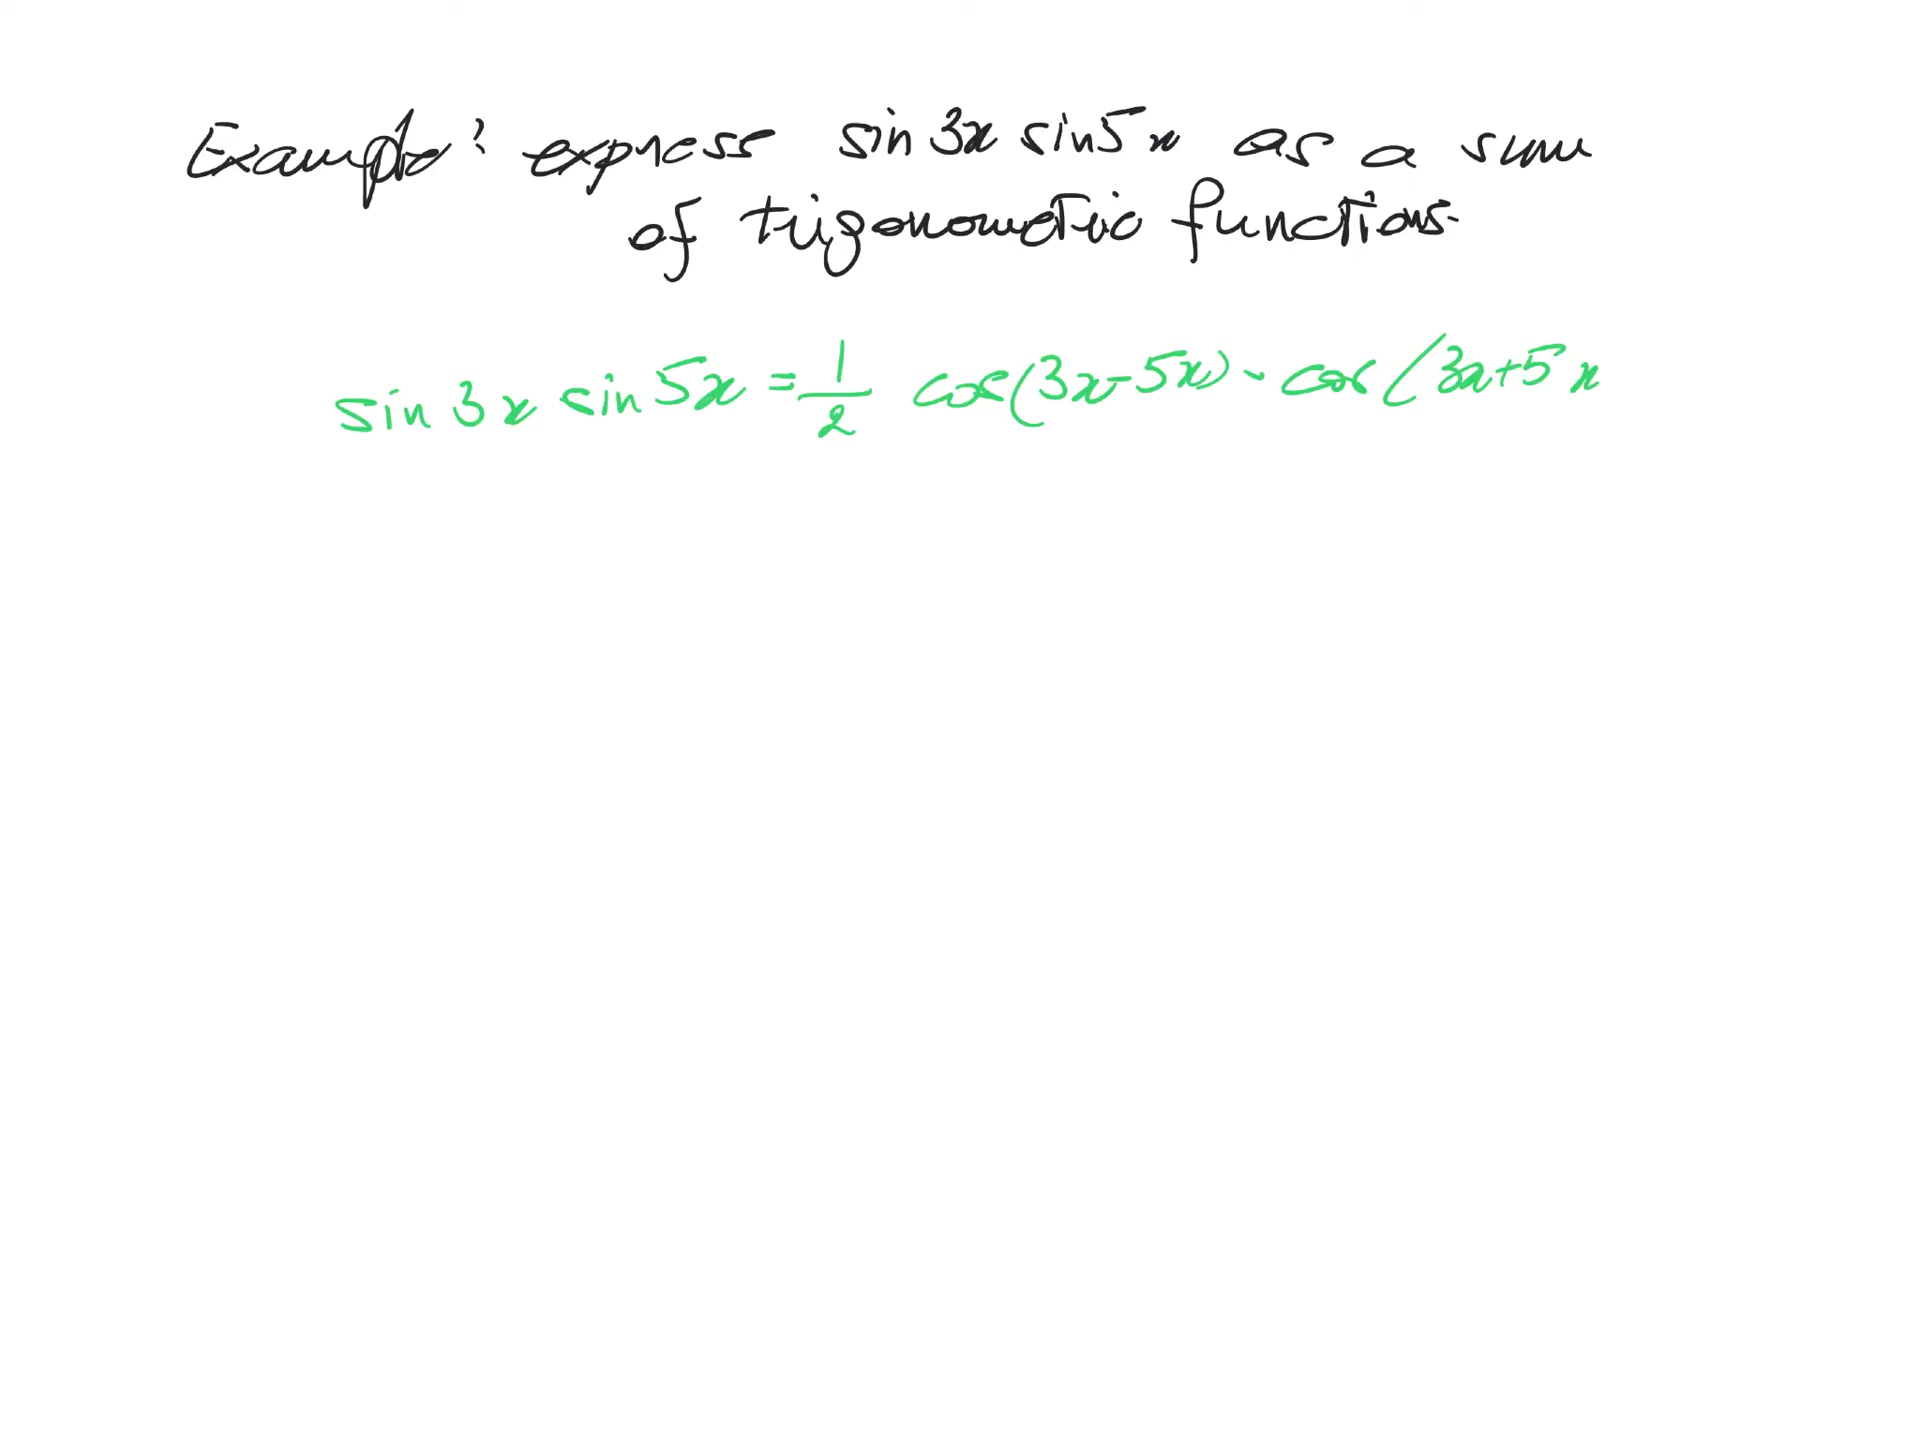 Example: express sin 3x sin 5x as a sum
of trigonometric functions.
sin 3x sin 5x = 1/2 cos(3x-5x) - cos(3x+5x